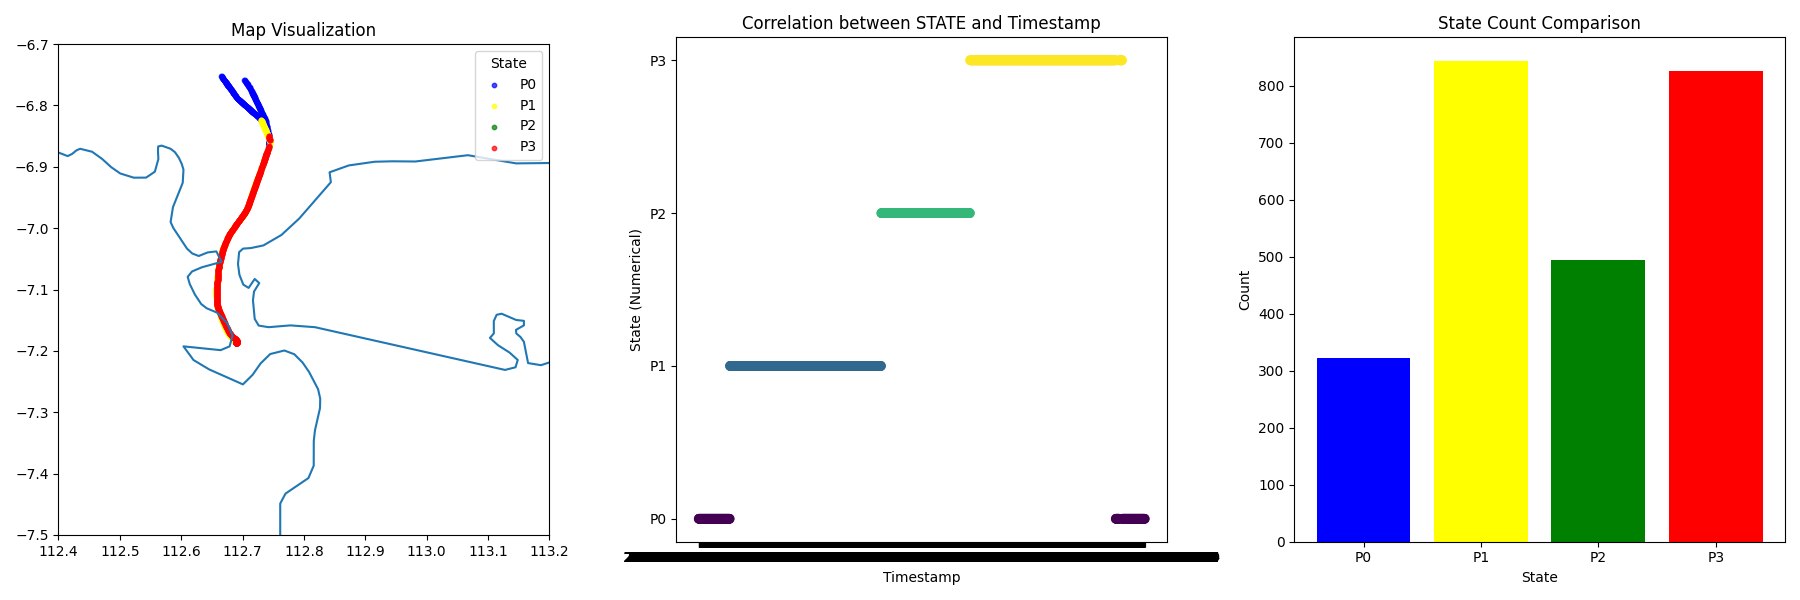 Map Visualization
−6.7
−6.8
−6.9
−7.0
−7.1
−7.2
−7.3
−7.4
−7.5
112.4 112.5 112.6 112.7 112.8 112.9 113.0 113.1 113.2
State
P0
P1
P2
P3
Correlation between STATE and Timestamp
State (Numerical)
P3
P2
P1
P0
Timestamp
State Count Comparison
Count
800
700
600
500
400
300
200
100
0
P0 P1 P2 P3
State